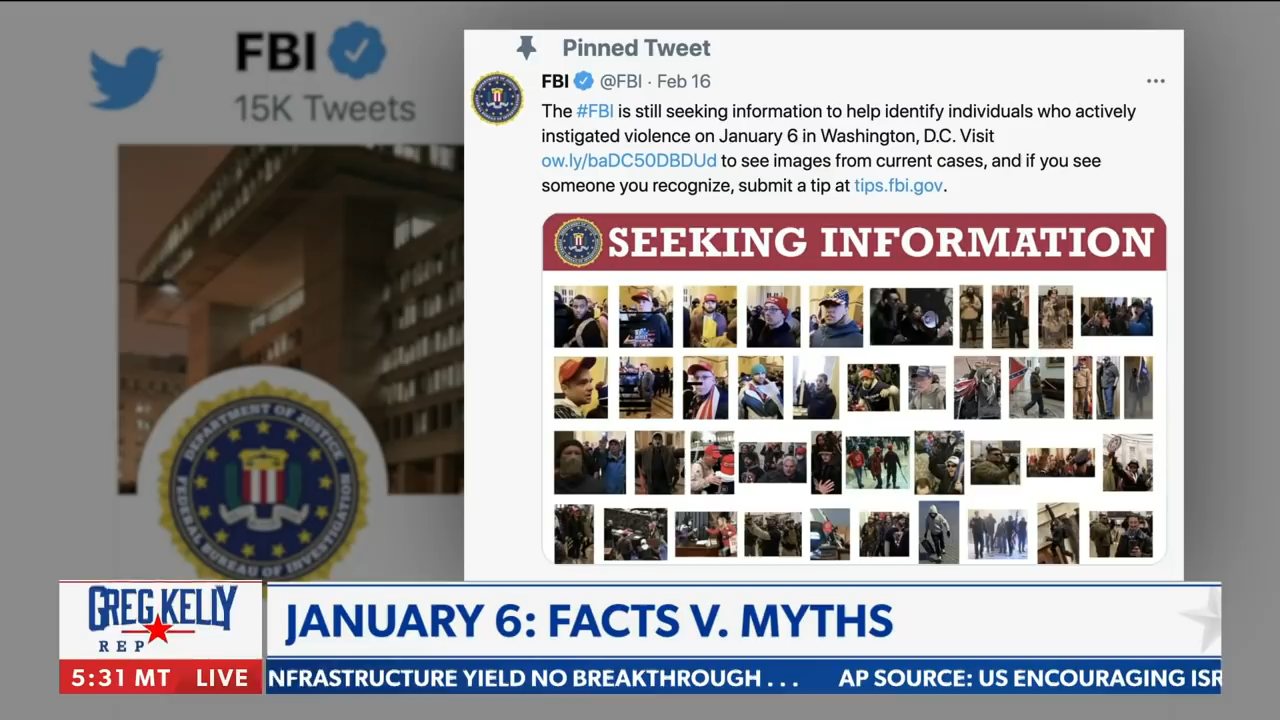 FBI
15K Tweets
Pinned Tweet
FBI @FBI · Feb 16
The #FBI is still seeking information to help identify individuals who actively
instigated violence on January 6 in Washington, D.C. Visit
ow.ly/baDC50DBDUd to see images from current cases, and if you see
someone you recognize, submit a tip at tips.fbi.gov.
SEEKING INFORMATION
DEPARTMENT OF JUSTICE
FEDERAL BUREAU OF INVESTIGATION
GREG KELLY
REP
JANUARY 6: FACTS V. MYTHS
5:31 MT LIVE
NFRASTRUCTURE YIELD NO BREAKTHROUGH . . . AP SOURCE: US ENCOURAGING ISR